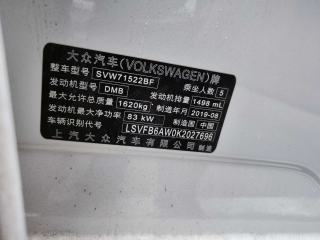 大众汽车(VOLKSWAGEN)牌
整车型号 SVW71522BF 乘坐人数 5
发动机型号 DMB 发动机排量 1498 mL
最大允许总质量 1620kg 制造年月 2019-08
发动机最大净功率 83 kW 制造国 中国
车辆识别代号 LSVFB6AW0K2027696
上汽大众汽车有限公司 制造